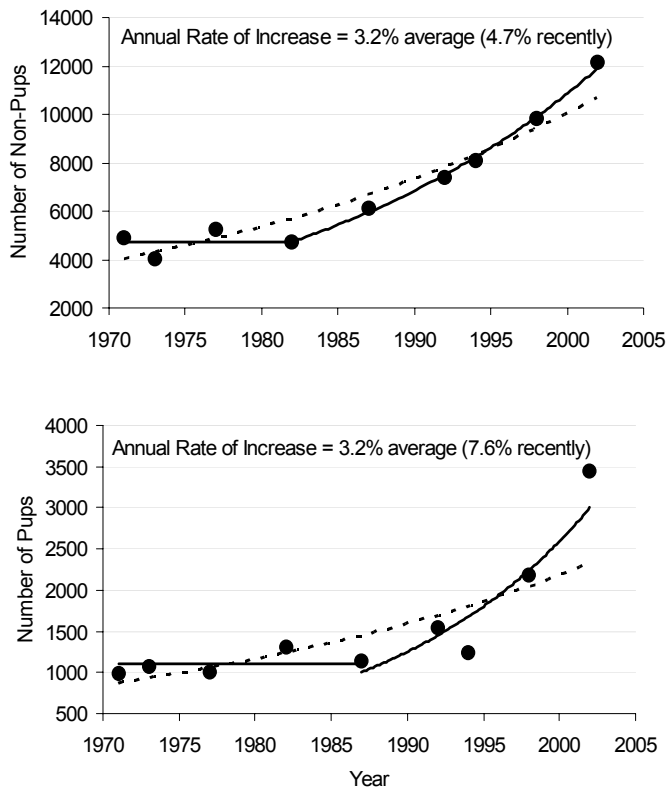 14000
Annual Rate of Increase = 3.2% average (4.7% recently)
12000
10000
8000
6000
4000
2000
Number of Non-Pups
1970 1975 1980 1985 1990 1995 2000 2005
4000
Annual Rate of Increase = 3.2% average (7.6% recently)
3500
3000
2500
2000
1500
1000
500
Number of Pups
1970 1975 1980 1985 1990 1995 2000 2005
Year